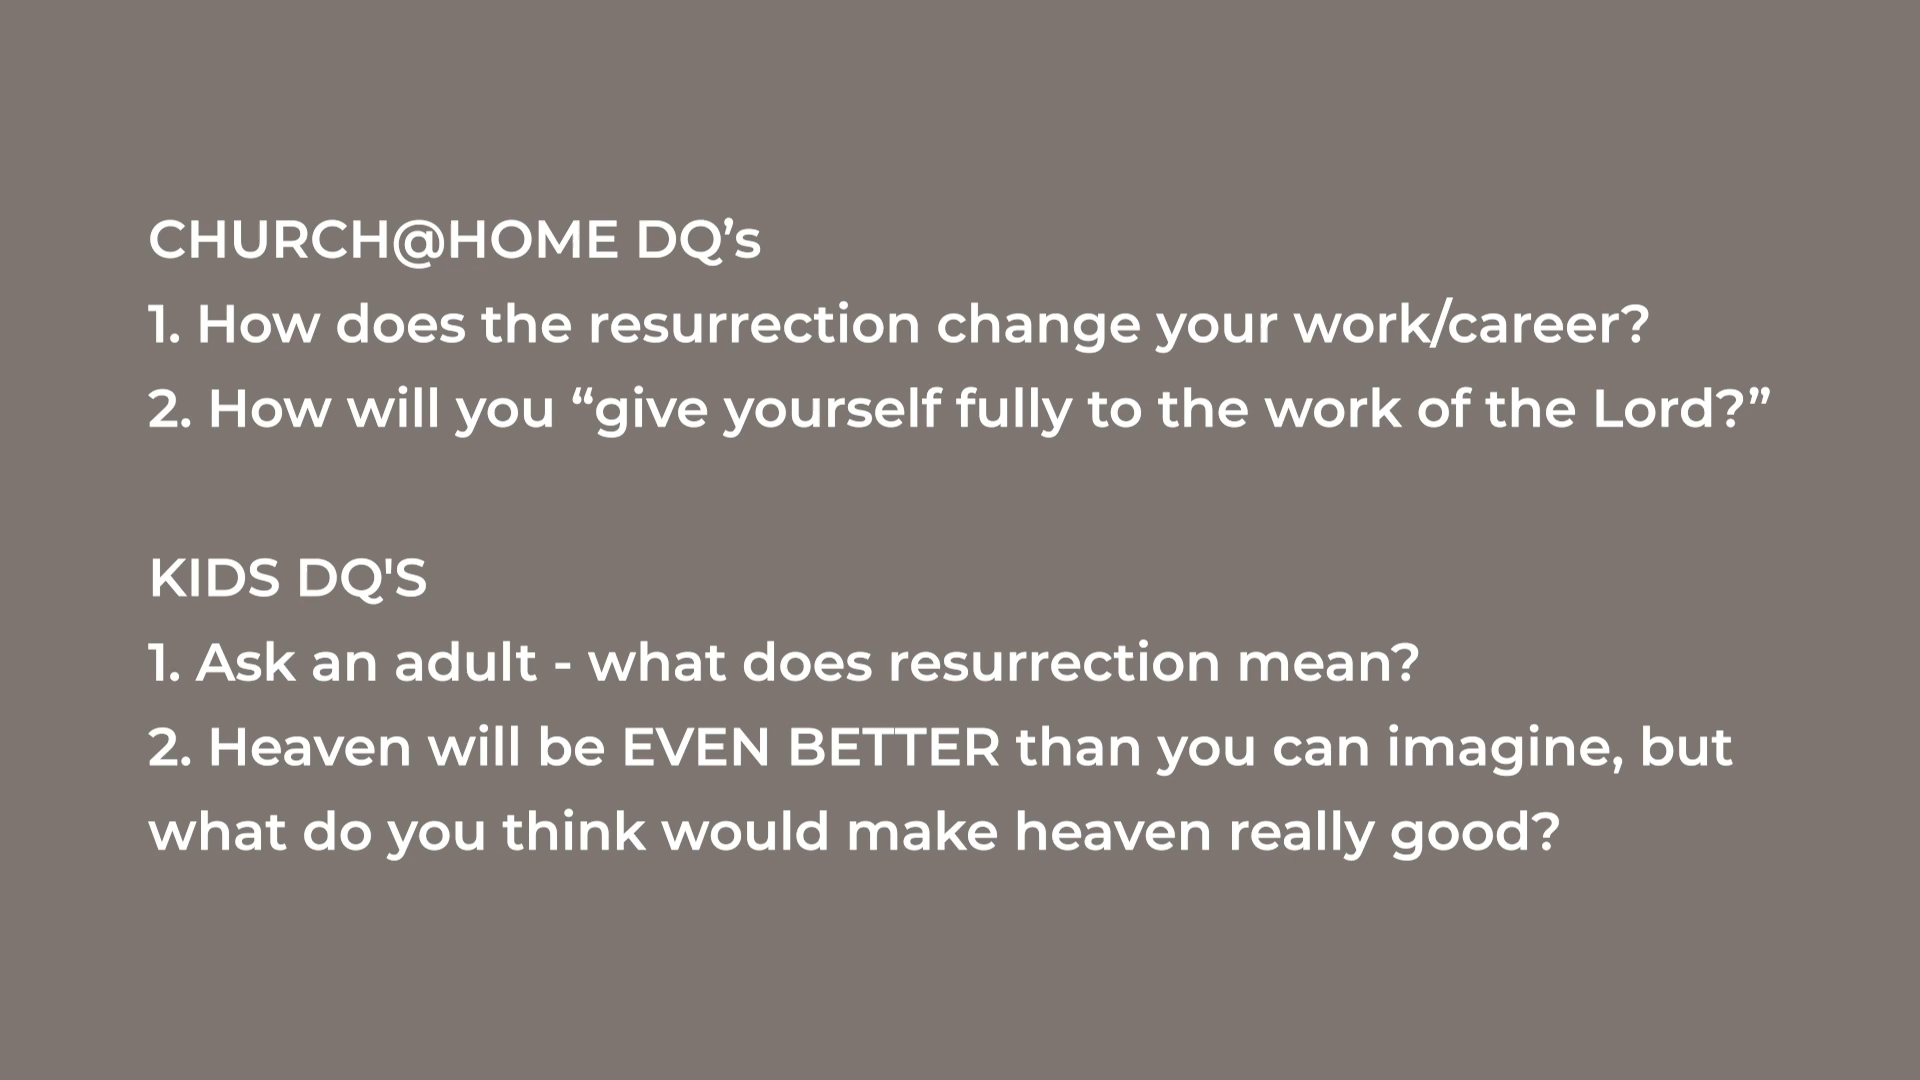 CHURCH@HOME DQ’s
1. How does the resurrection change your work/career?
2. How will you “give yourself fully to the work of the Lord?”
KIDS DQ'S
1. Ask an adult - what does resurrection mean?
2. Heaven will be EVEN BETTER than you can imagine, but
what do you think would make heaven really good?